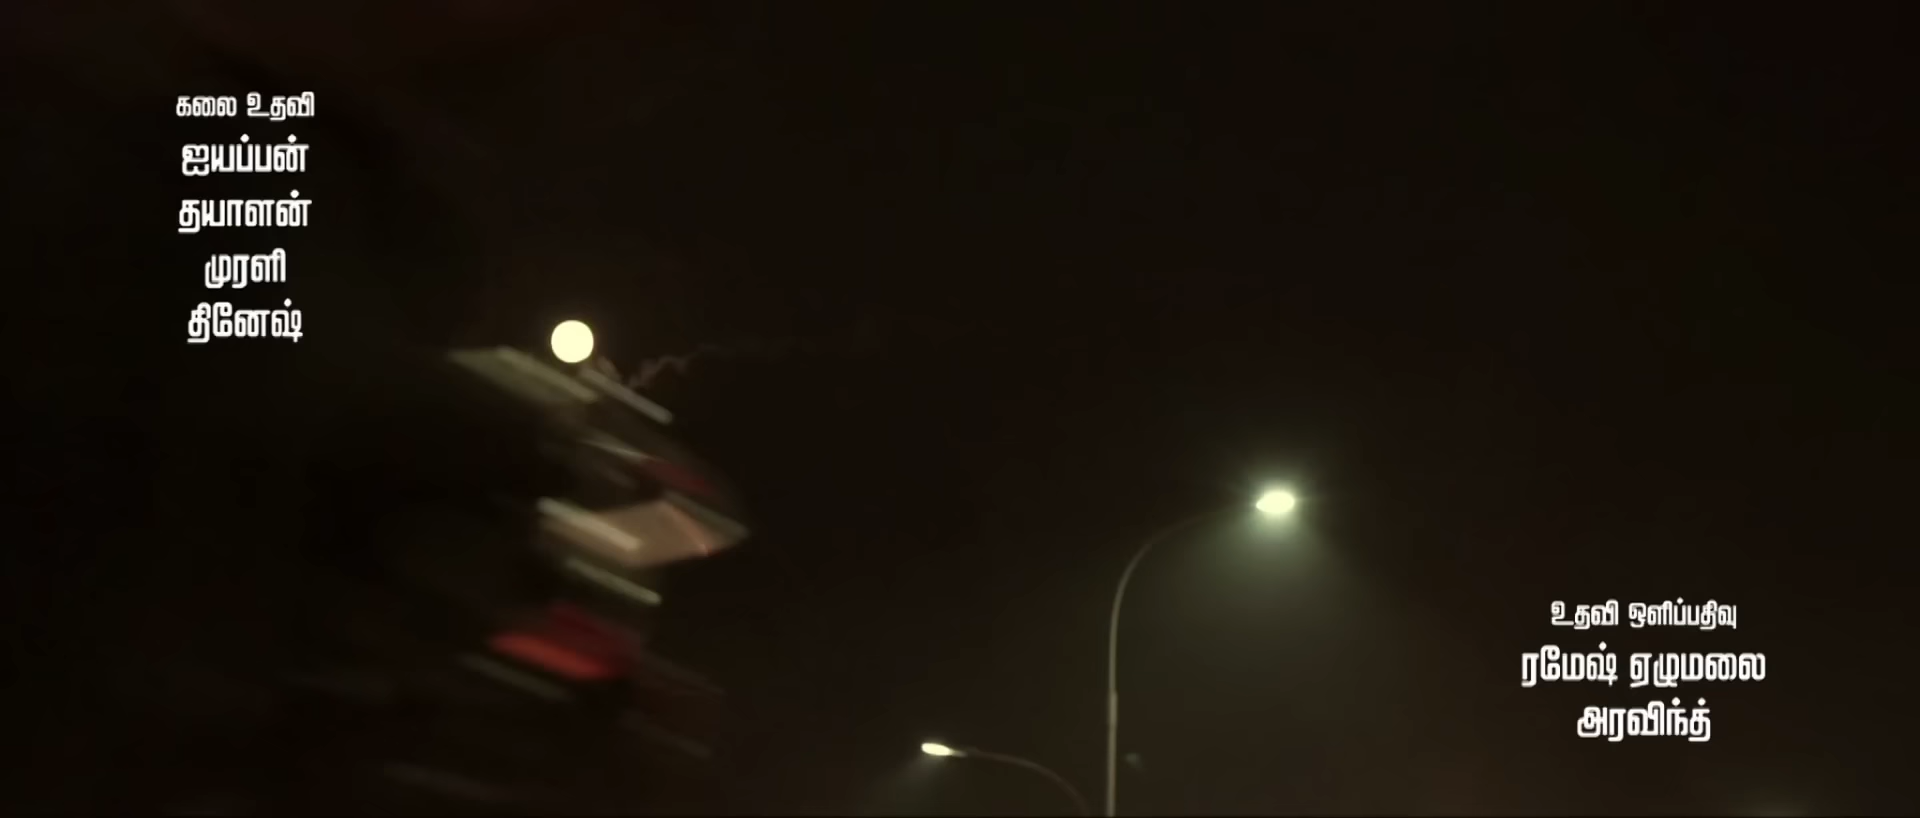 கலை உதவி
ஐயப்பன்
தயாளன்
முரளி
தினேஷ்
உதவி ஒளிப்பதிவு
ரமேஷ் ஏழுமலை
அரவிந்த்